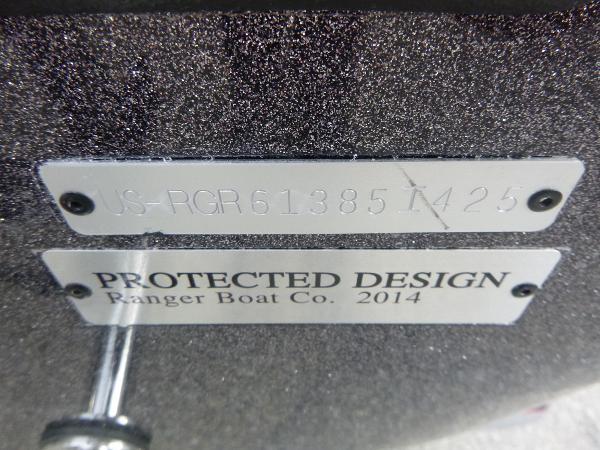 US-RGR61385I425
PROTECTED DESIGN
Ranger Boat Co. 2014